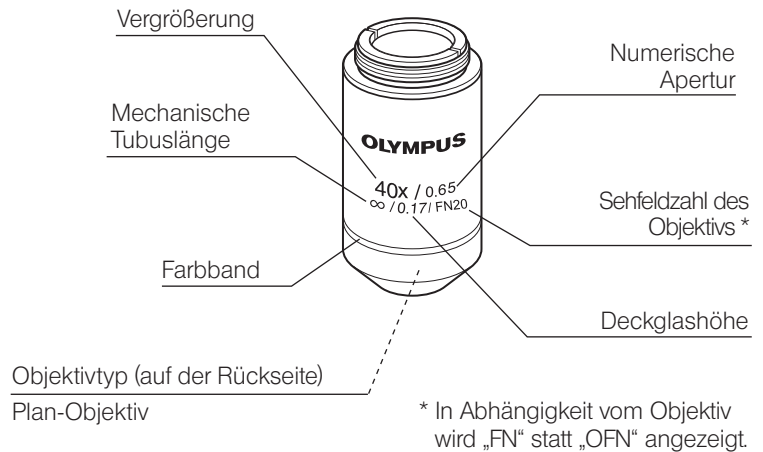 Vergrößerung
Numerische
Apertur
Mechanische
Tubuslänge
OLYMPUS
40x / 0.65
∞ / 0.17/ FN20
Sehfeldzahl des
Objektivs *
Farbband
Deckglashöhe
Objektivtyp (auf der Rückseite)
Plan-Objektiv
* In Abhängigkeit vom Objektiv
wird „FN“ statt „OFN“ angezeigt.